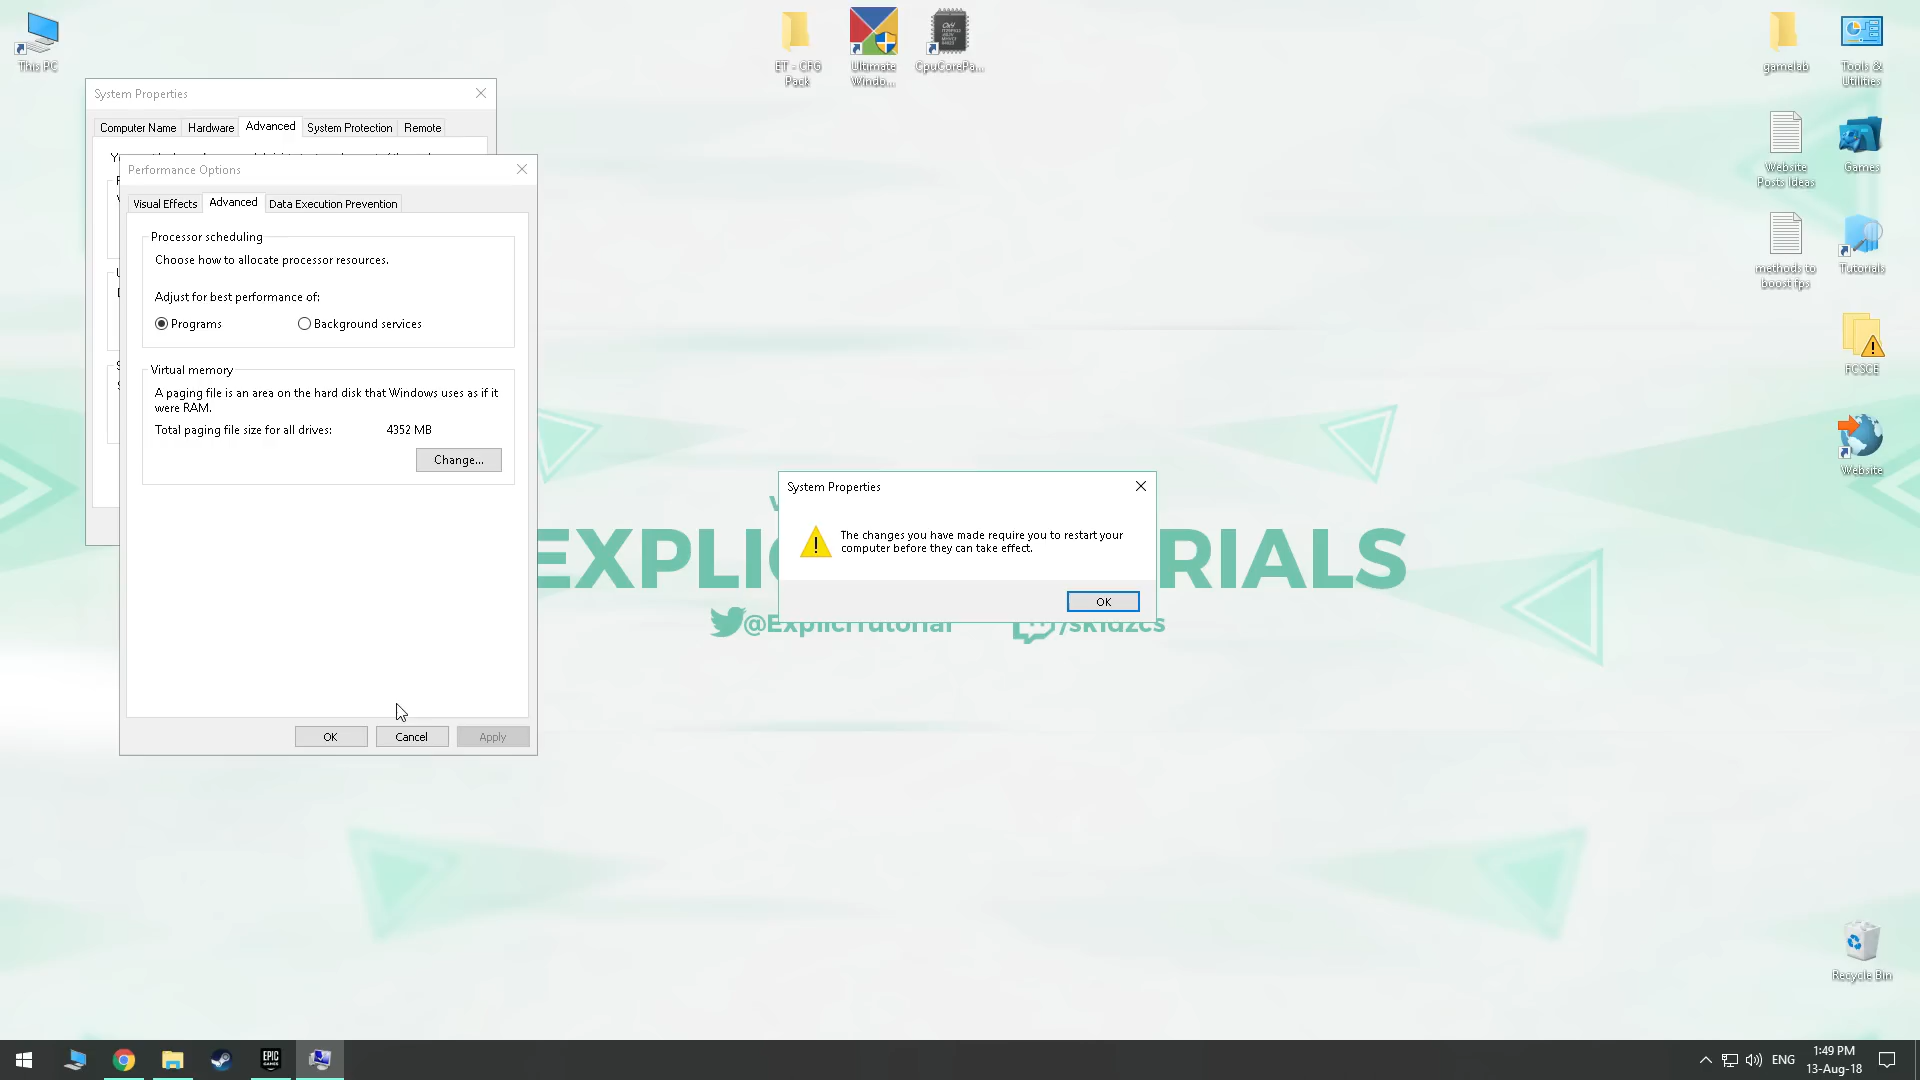 This PC
ET - CFG
Pack
Ultimate
Windo...
CpuCorePa...
gamelab
Tools &
Utilities
Website
Posts Ideas
Games
methods to
boost fps
Tutorials
FCSCE
Website
Recycle Bin
System Properties
Computer Name
Hardware
Advanced
System Protection
Remote
Performance Options
Visual Effects
Advanced
Data Execution Prevention
Processor scheduling
Choose how to allocate processor resources.
Adjust for best performance of:
Programs
Background services
Virtual memory
A paging file is an area on the hard disk that Windows uses as if it
were RAM.
Total paging file size for all drives:
4352 MB
Change...
OK
Cancel
Apply
System Properties
The changes you have made require you to restart your
computer before they can take effect.
OK
EXPLIC
RIALS
@ExplicitTutorial
/sk1dzcs
EPIC
GAMES
ENG
1:49 PM
13-Aug-18